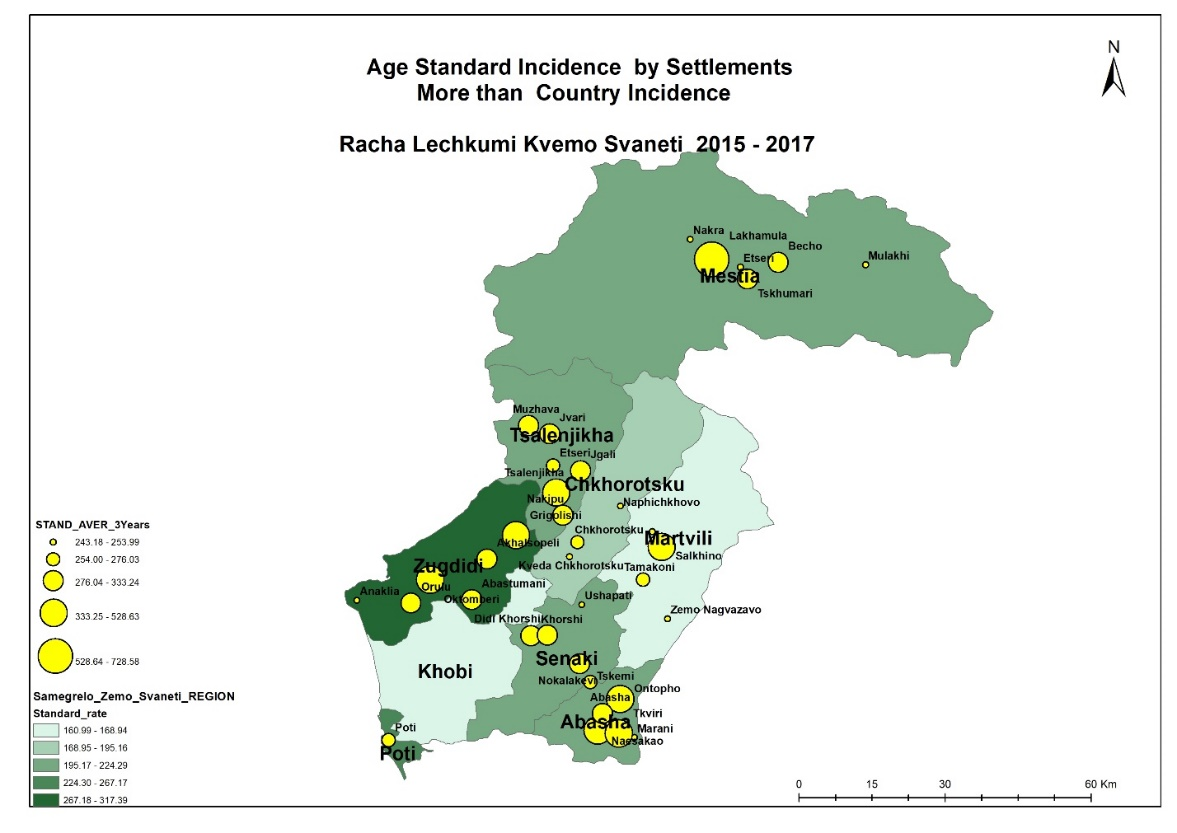 N
Age Standard Incidence by Settlements
More than Country Incidence
Racha Lechkumi Kvemo Svaneti 2015 - 2017
Nakra
Lakhamula
Becho
Etseri
Mulakhi
Mestia
Tskhumari
Muzhava
Jvari
Tsalenjikha
Etseri
Jgali
Tsalenjikha
Chkhorotsku
Nakipu
Naphichkhovo
Grigolishi
Chkhorotsku
Martvili
Akhalsopeli
Salkhino
Zugdidi
Kveda Chkhorotsku
Tamakoni
Abastumani
Anaklia
Orulu
Oktomberi
Ushapati
Zemo Nagvazavo
Didi Khorshi
Khorshi
Senaki
Khobi
Nokalakevi
Tskemi
Ontopho
Abasha
Tkviri
Abasha
Marani
Naesakao
Poti
Poti
STAND_AVER_3Years
243.18 - 253.99
254.00 - 276.03
276.04 - 333.24
333.25 - 528.63
528.64 - 728.58
Samegrelo_Zemo_Svaneti_REGION
Standard_rate
160.99 - 168.94
168.95 - 195.16
195.17 - 224.29
224.30 - 267.17
267.18 - 317.39
0 15 30 60 Km